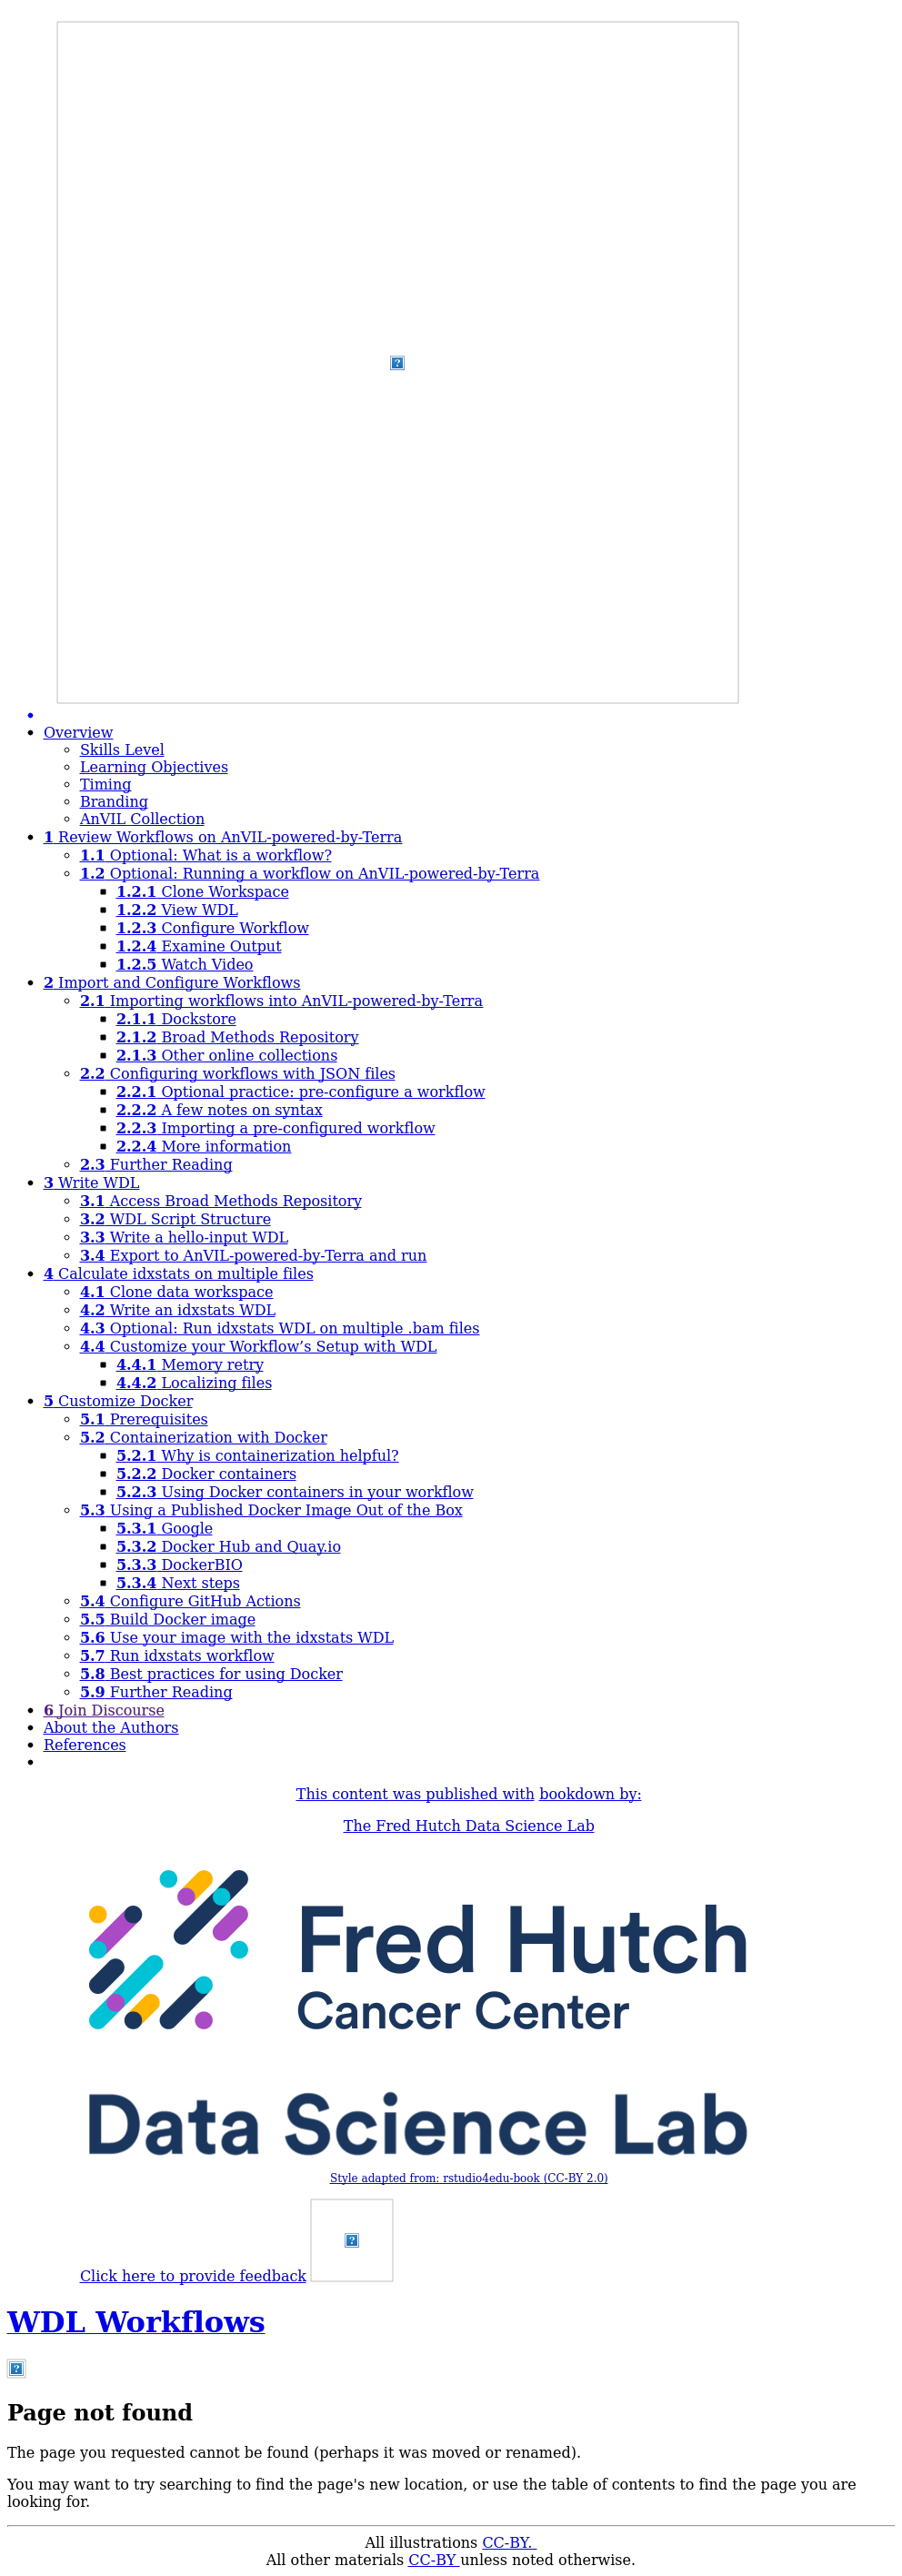 Overview
Skills Level
Learning Objectives
Timing
Branding
AnVIL Collection
1 Review Workflows on AnVIL-powered-by-Terra
1.1 Optional: What is a workflow?
1.2 Optional: Running a workflow on AnVIL-powered-by-Terra
1.2.1 Clone Workspace
1.2.2 View WDL
1.2.3 Configure Workflow
1.2.4 Examine Output
1.2.5 Watch Video
2 Import and Configure Workflows
2.1 Importing workflows into AnVIL-powered-by-Terra
2.1.1 Dockstore
2.1.2 Broad Methods Repository
2.1.3 Other online collections
2.2 Configuring workflows with JSON files
2.2.1 Optional practice: pre-configure a workflow
2.2.2 A few notes on syntax
2.2.3 Importing a pre-configured workflow
2.2.4 More information
2.3 Further Reading
3 Write WDL
3.1 Access Broad Methods Repository
3.2 WDL Script Structure
3.3 Write a hello-input WDL
3.4 Export to AnVIL-powered-by-Terra and run
4 Calculate idxstats on multiple files
4.1 Clone data workspace
4.2 Write an idxstats WDL
4.3 Optional: Run idxstats WDL on multiple .bam files
4.4 Customize your Workflow’s Setup with WDL
4.4.1 Memory retry
4.4.2 Localizing files
5 Customize Docker
5.1 Prerequisites
5.2 Containerization with Docker
5.2.1 Why is containerization helpful?
5.2.2 Docker containers
5.2.3 Using Docker containers in your workflow
5.3 Using a Published Docker Image Out of the Box
5.3.1 Google
5.3.2 Docker Hub and Quay.io
5.3.3 DockerBIO
5.3.4 Next steps
5.4 Configure GitHub Actions
5.5 Build Docker image
5.6 Use your image with the idxstats WDL
5.7 Run idxstats workflow
5.8 Best practices for using Docker
5.9 Further Reading
6 Join Discourse
About the Authors
References
This content was published with bookdown by:
The Fred Hutch Data Science Lab
Fred Hutch
Cancer Center
Data Science Lab
Style adapted from: rstudio4edu-book (CC-BY 2.0)
Click here to provide feedback
WDL Workflows
Page not found
The page you requested cannot be found (perhaps it was moved or renamed).
You may want to try searching to find the page's new location, or use the table of contents to find the page you are
looking for.
All illustrations CC-BY.
All other materials CC-BY unless noted otherwise.